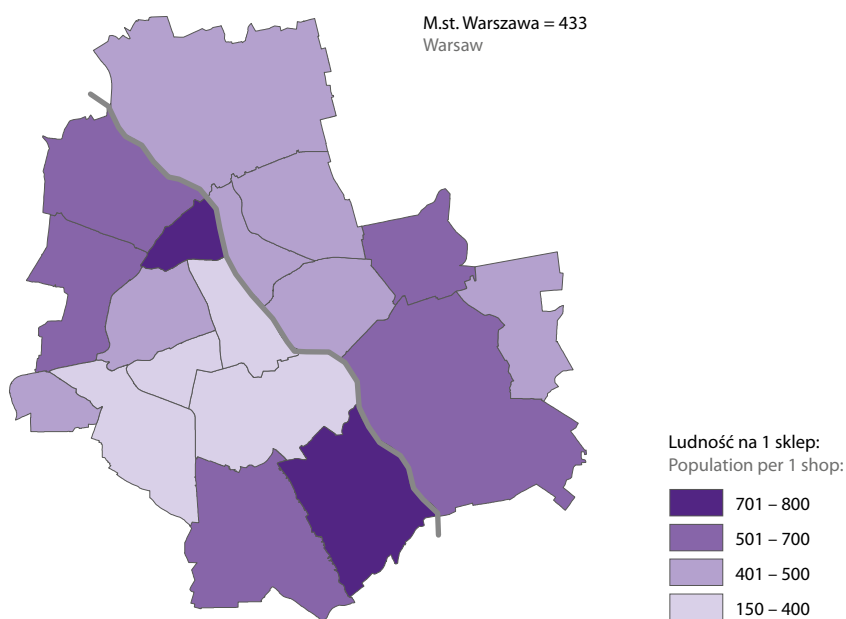 M.st. Warszawa = 433
Warsaw
Ludność na 1 sklep:
Population per 1 shop:
701 – 800
501 – 700
401 – 500
150 – 400